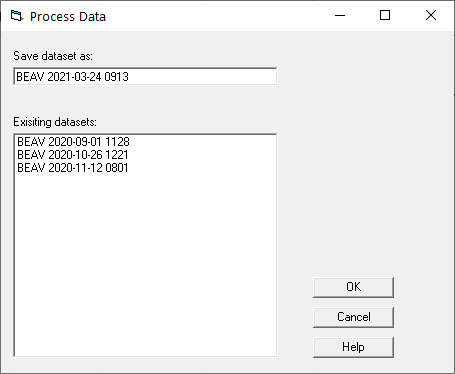 Process Data
Save dataset as:
BEAV 2021-03-24 0913
Exisiting datasets:
BEAV 2020-09-01 1128
BEAV 2020-10-26 1221
BEAV 2020-11-12 0801
OK
Cancel
Help